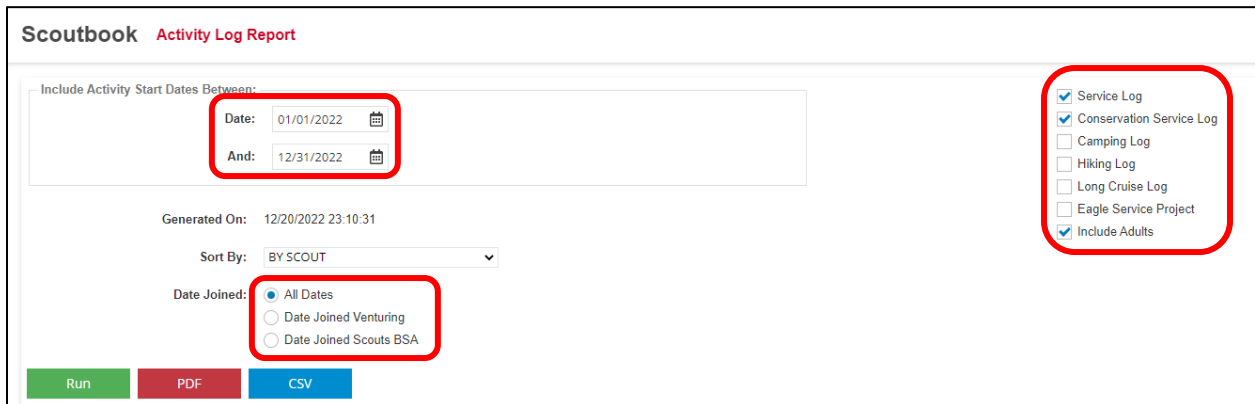 Scoutbook Activity Log Report
Include Activity Start Dates Between:
Date: 01/01/2022
And: 12/31/2022
Service Log
Conservation Service Log
Camping Log
Hiking Log
Long Cruise Log
Eagle Service Project
Include Adults
Generated On: 12/20/2022 23:10:31
Sort By: BY SCOUT
Date Joined: All Dates
Date Joined Venturing
Date Joined Scouts BSA
Run PDF CSV